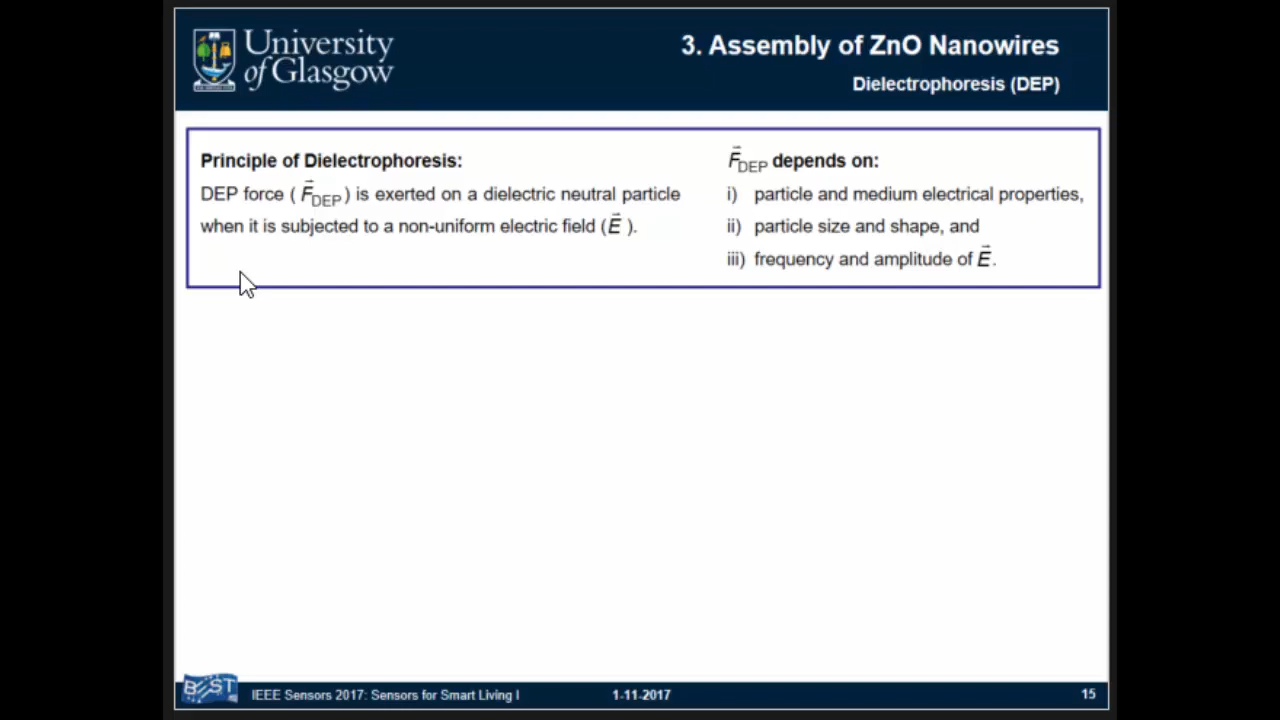 University
of Glasgow
3. Assembly of ZnO Nanowires
Dielectrophoresis (DEP)
Principle of Dielectrophoresis:
DEP force ( F⃗DEP ) is exerted on a dielectric neutral particle
when it is subjected to a non-uniform electric field ( E⃗ ).
F⃗DEP depends on:
i) particle and medium electrical properties,
ii) particle size and shape, and
iii) frequency and amplitude of E⃗.
BEST
IEEE Sensors 2017: Sensors for Smart Living I
1-11-2017
15